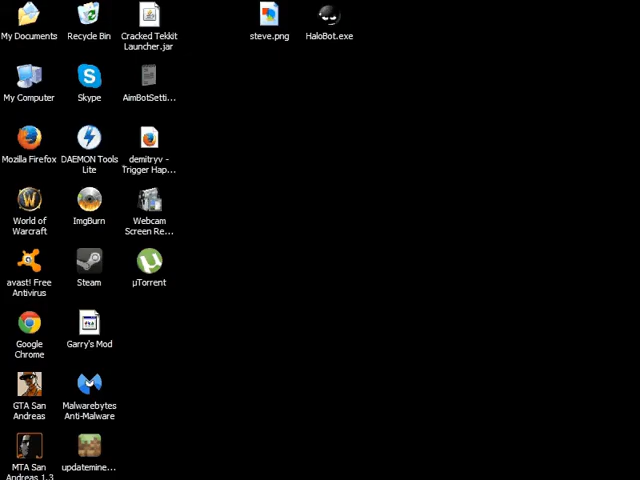 My Documents
Recycle Bin
Cracked Tekkit
Launcher.jar
steve.png
HaloBot.exe
My Computer
Skype
AimBotSetti...
Mozilla Firefox
DAEMON Tools
Lite
demitryv -
Trigger Hap...
World of
Warcraft
ImgBurn
Webcam
Screen Re...
avast! Free
Antivirus
Steam
µTorrent
Google
Chrome
Garry's Mod
GTA San
Andreas
Malwarebytes
Anti-Malware
MTA San
Andreas 1.3
updatemine...